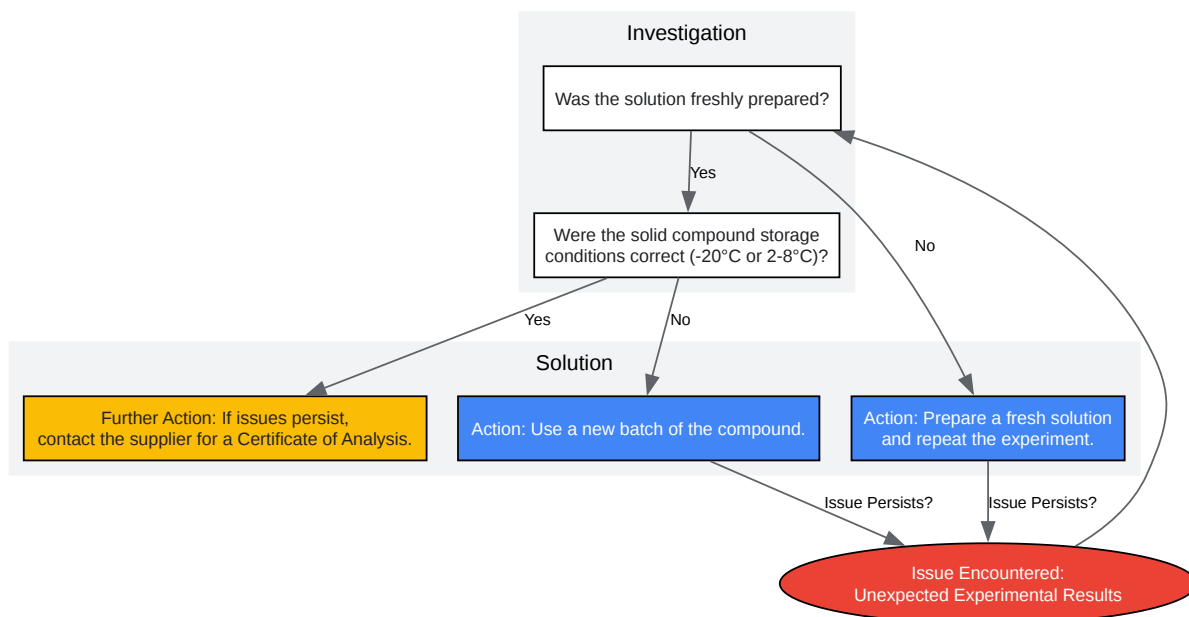 Investigation
Was the solution freshly prepared?
Yes
Were the solid compound storage
conditions correct (-20°C or 2-8°C)?
No
Yes
No
Solution
Further Action: If issues persist,
contact the supplier for a Certificate of Analysis.
Action: Use a new batch of the compound.
Action: Prepare a fresh solution
and repeat the experiment.
Issue Persists?
Issue Persists?
Issue Encountered:
Unexpected Experimental Results